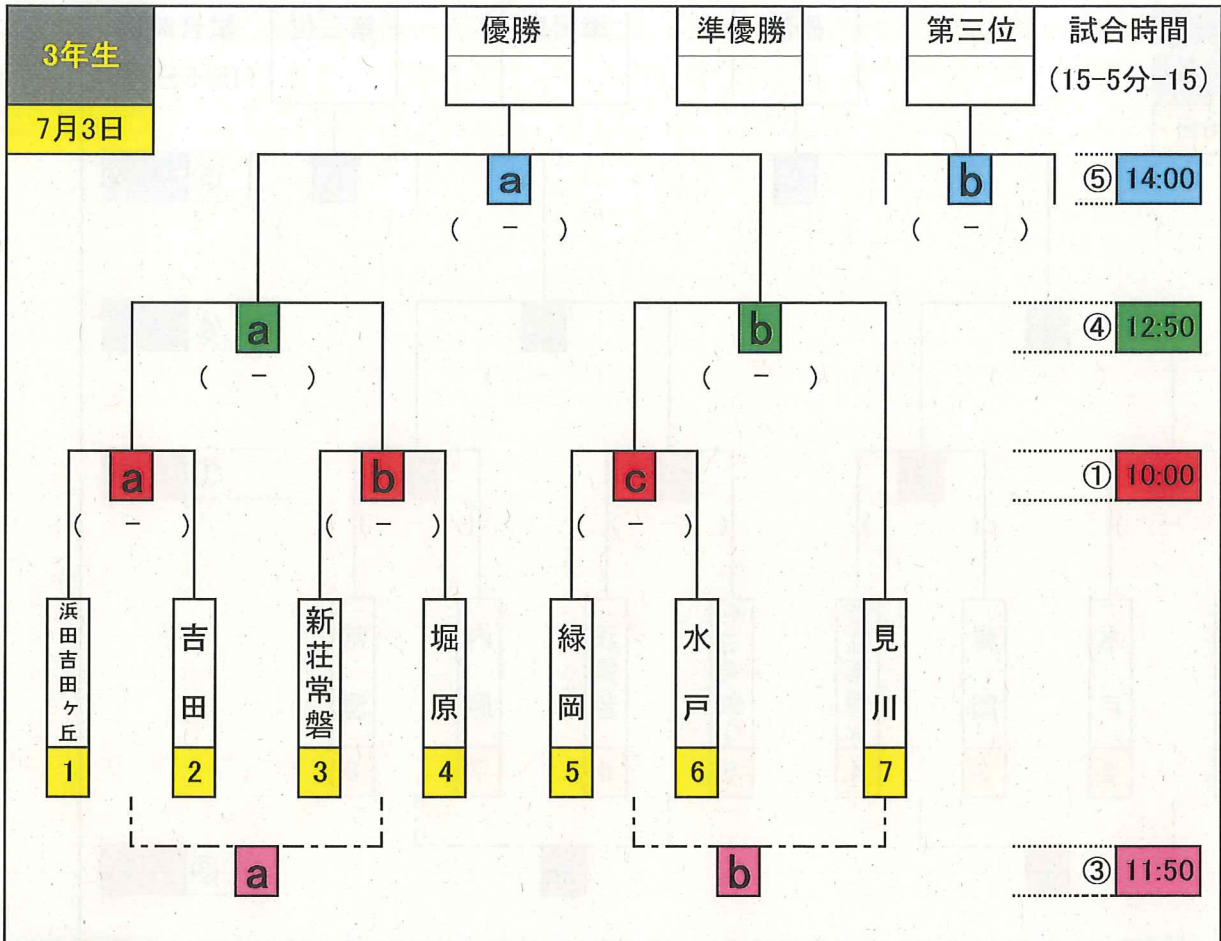 3年生
7月3日
優勝 準優勝 第三位 試合時間
(15-5分-15)
a b ⑤ 14:00
( - ) ( - )
a b ④ 12:50
( - ) ( - )
a b c ① 10:00
( - ) ( - ) ( - )
浜田吉田ヶ丘
吉田
新荘常磐
堀原
緑岡
水戸
見川
1 2 3 4 5 6 7
a b ③ 11:50